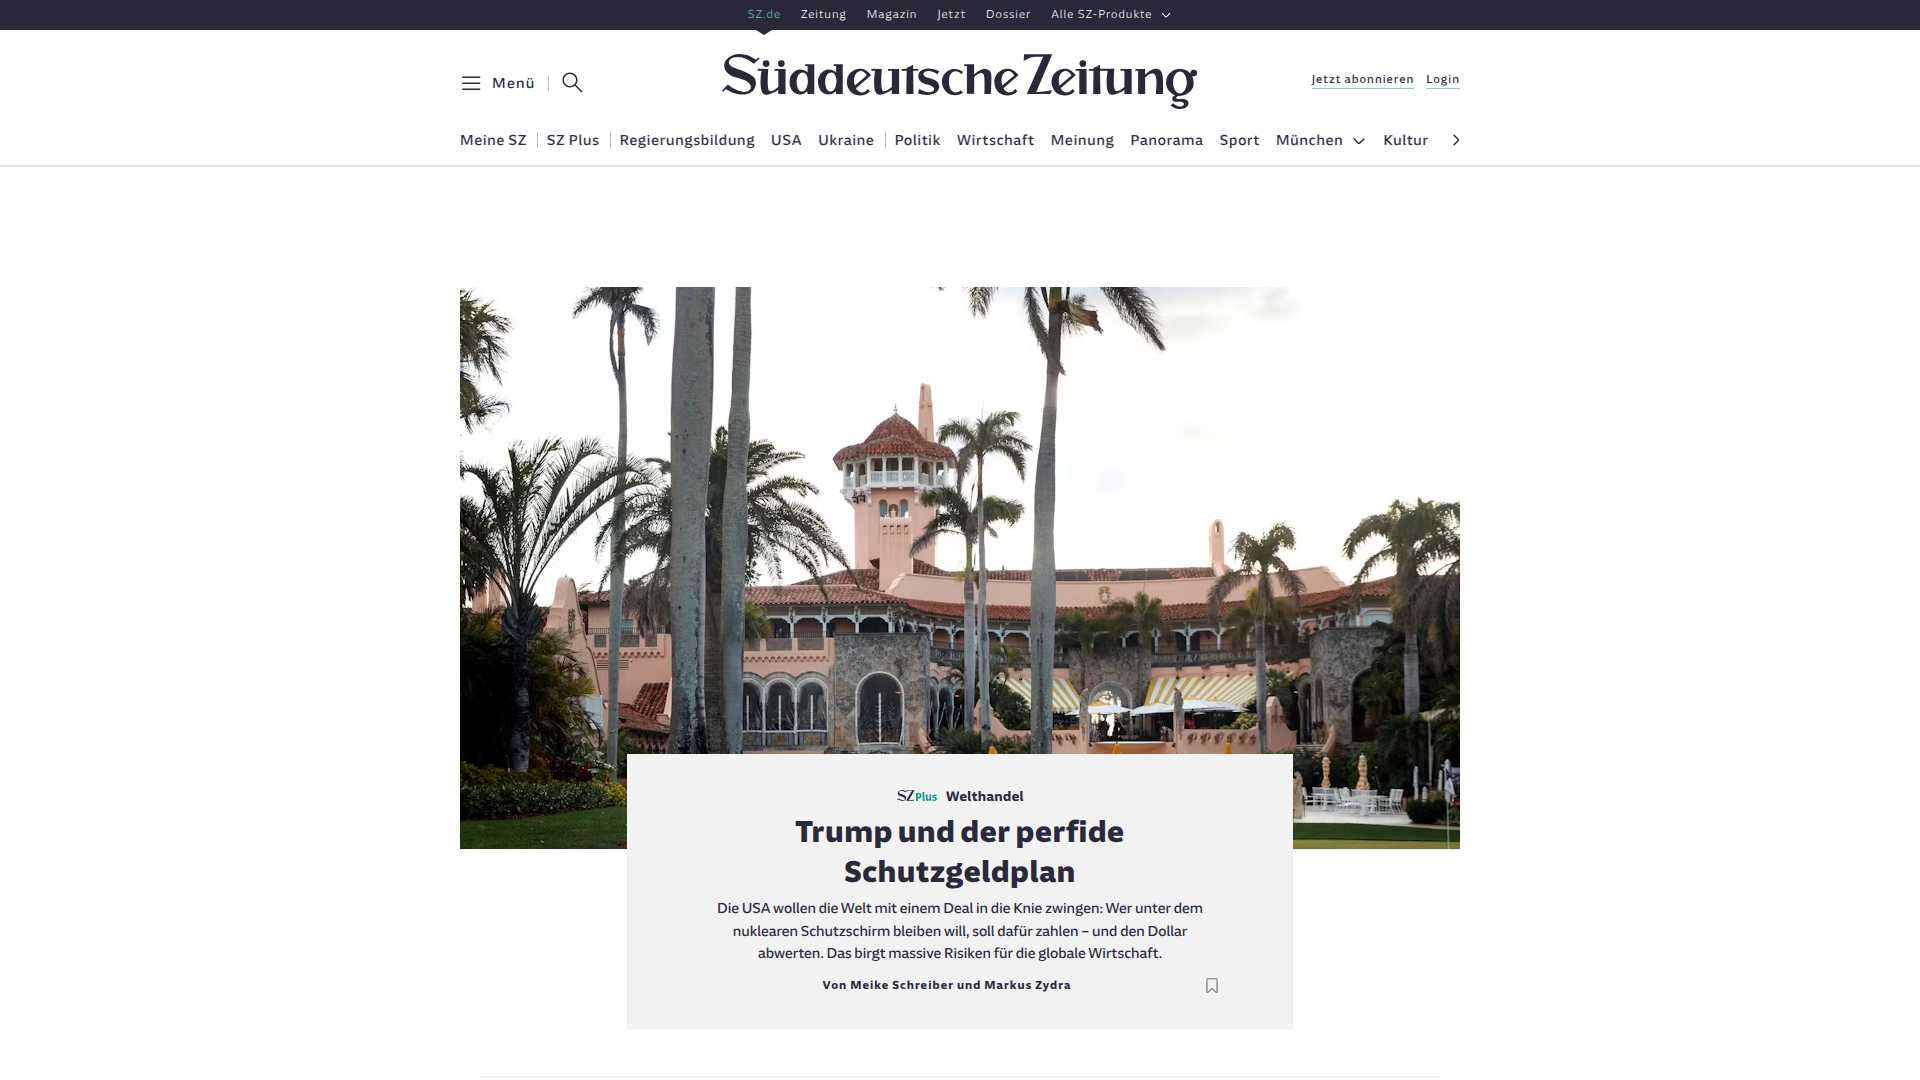 SZ.de Zeitung Magazin Jetzt Dossier Alle SZ-Produkte
Menü
Süddeutsche Zeitung
Jetzt abonnieren Login
Meine SZ SZ Plus Regierungsbildung USA Ukraine Politik Wirtschaft Meinung Panorama Sport München Kultur
SZ Plus Welthandel
Trump und der perfide
Schutzgeldplan
Die USA wollen die Welt mit einem Deal in die Knie zwingen: Wer unter dem
nuklearen Schutzschirm bleiben will, soll dafür zahlen – und den Dollar
abwerten. Das birgt massive Risiken für die globale Wirtschaft.
Von Meike Schreiber und Markus Zydra